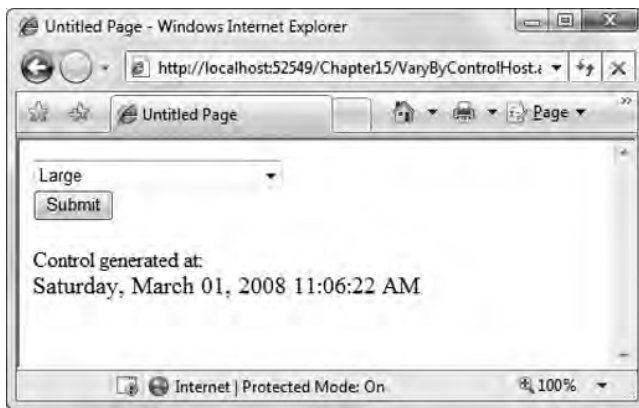 Untitled Page - Windows Internet Explorer
http://localhost:52549/Chapter15/VaryByControlHost.a
Untitled Page
Page
Large
Submit
Control generated at:
Saturday, March 01, 2008 11:06:22 AM
Internet | Protected Mode: On
100%